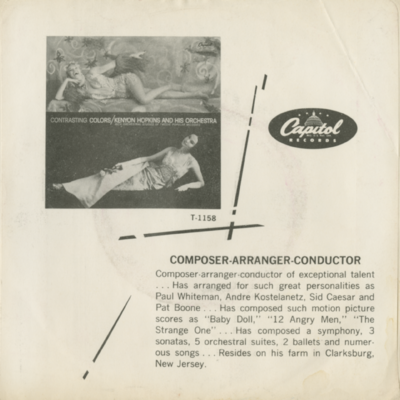 CONTRASTING COLORS/KENYON HOPKINS AND HIS ORCHESTRA
T-1158
Capitol
RECORDS
COMPOSER-ARRANGER-CONDUCTOR
Composer-arranger-conductor of exceptional talent
. . . Has arranged for such great personalities as
Paul Whiteman, Andre Kostelanetz, Sid Caesar and
Pat Boone . . . Has composed such motion picture
scores as "Baby Doll," "12 Angry Men," "The
Strange One" . . . Has composed a symphony, 3
sonatas, 5 orchestral suites, 2 ballets and numer-
ous songs . . . Resides on his farm in Clarksburg,
New Jersey.